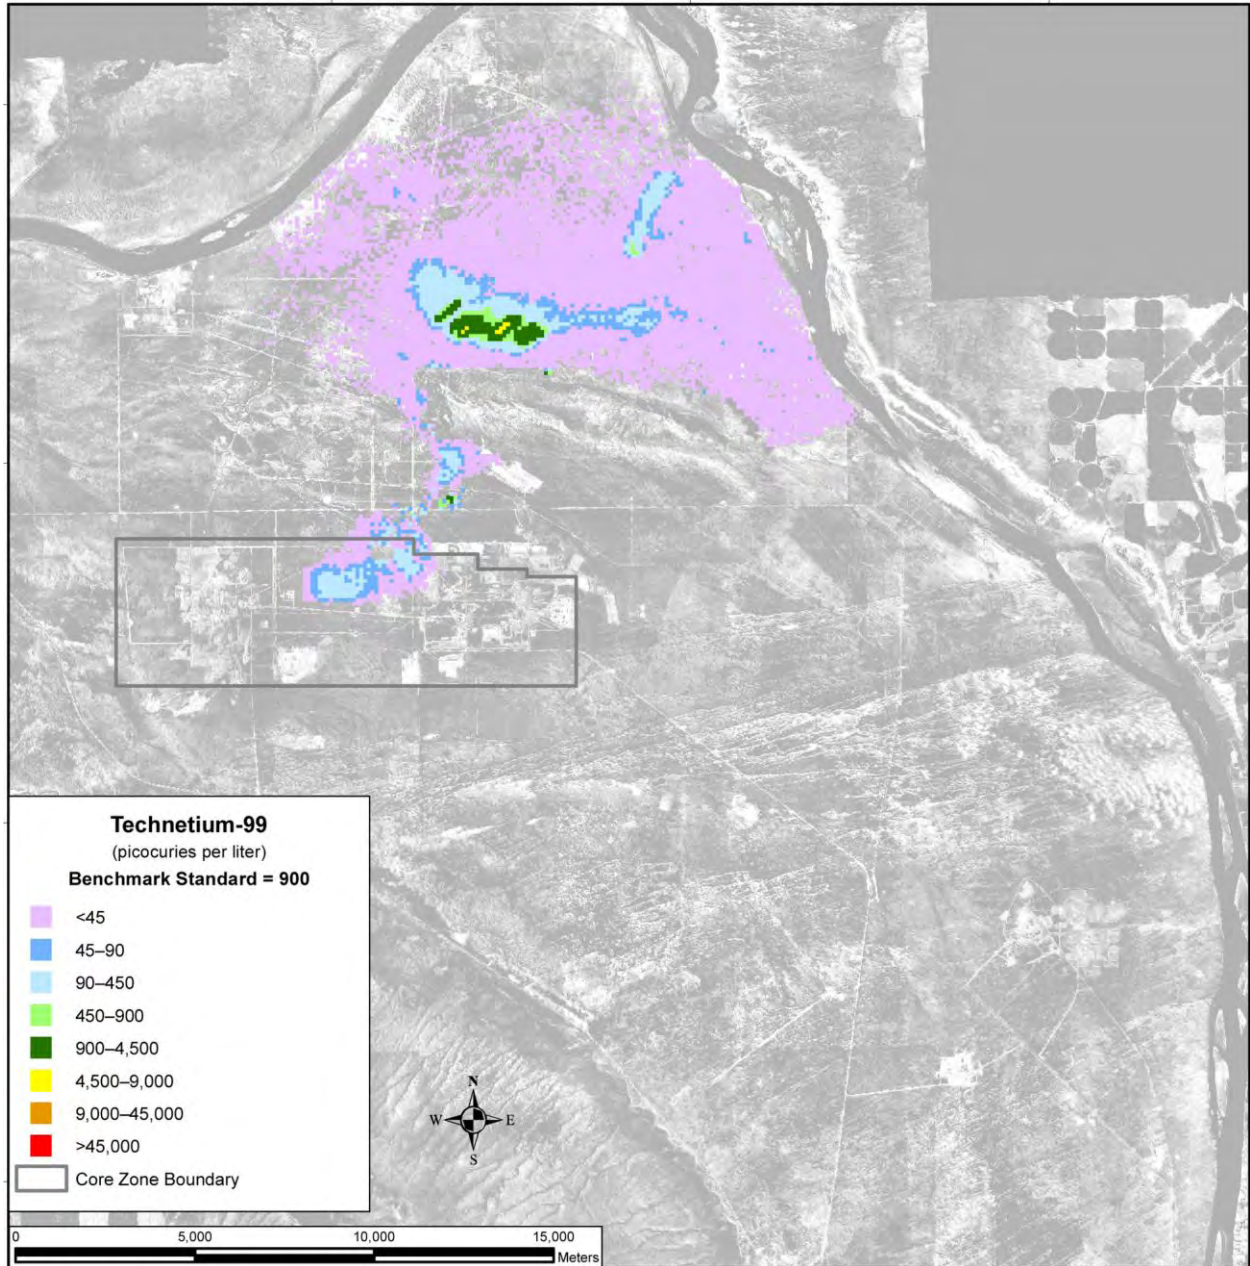 N
W E
S
Technetium-99
(picocuries per liter)
Benchmark Standard = 900
<45
45–90
90–450
450–900
900–4,500
4,500–9,000
9,000–45,000
>45,000
Core Zone Boundary
0 5,000 10,000 15,000
Meters